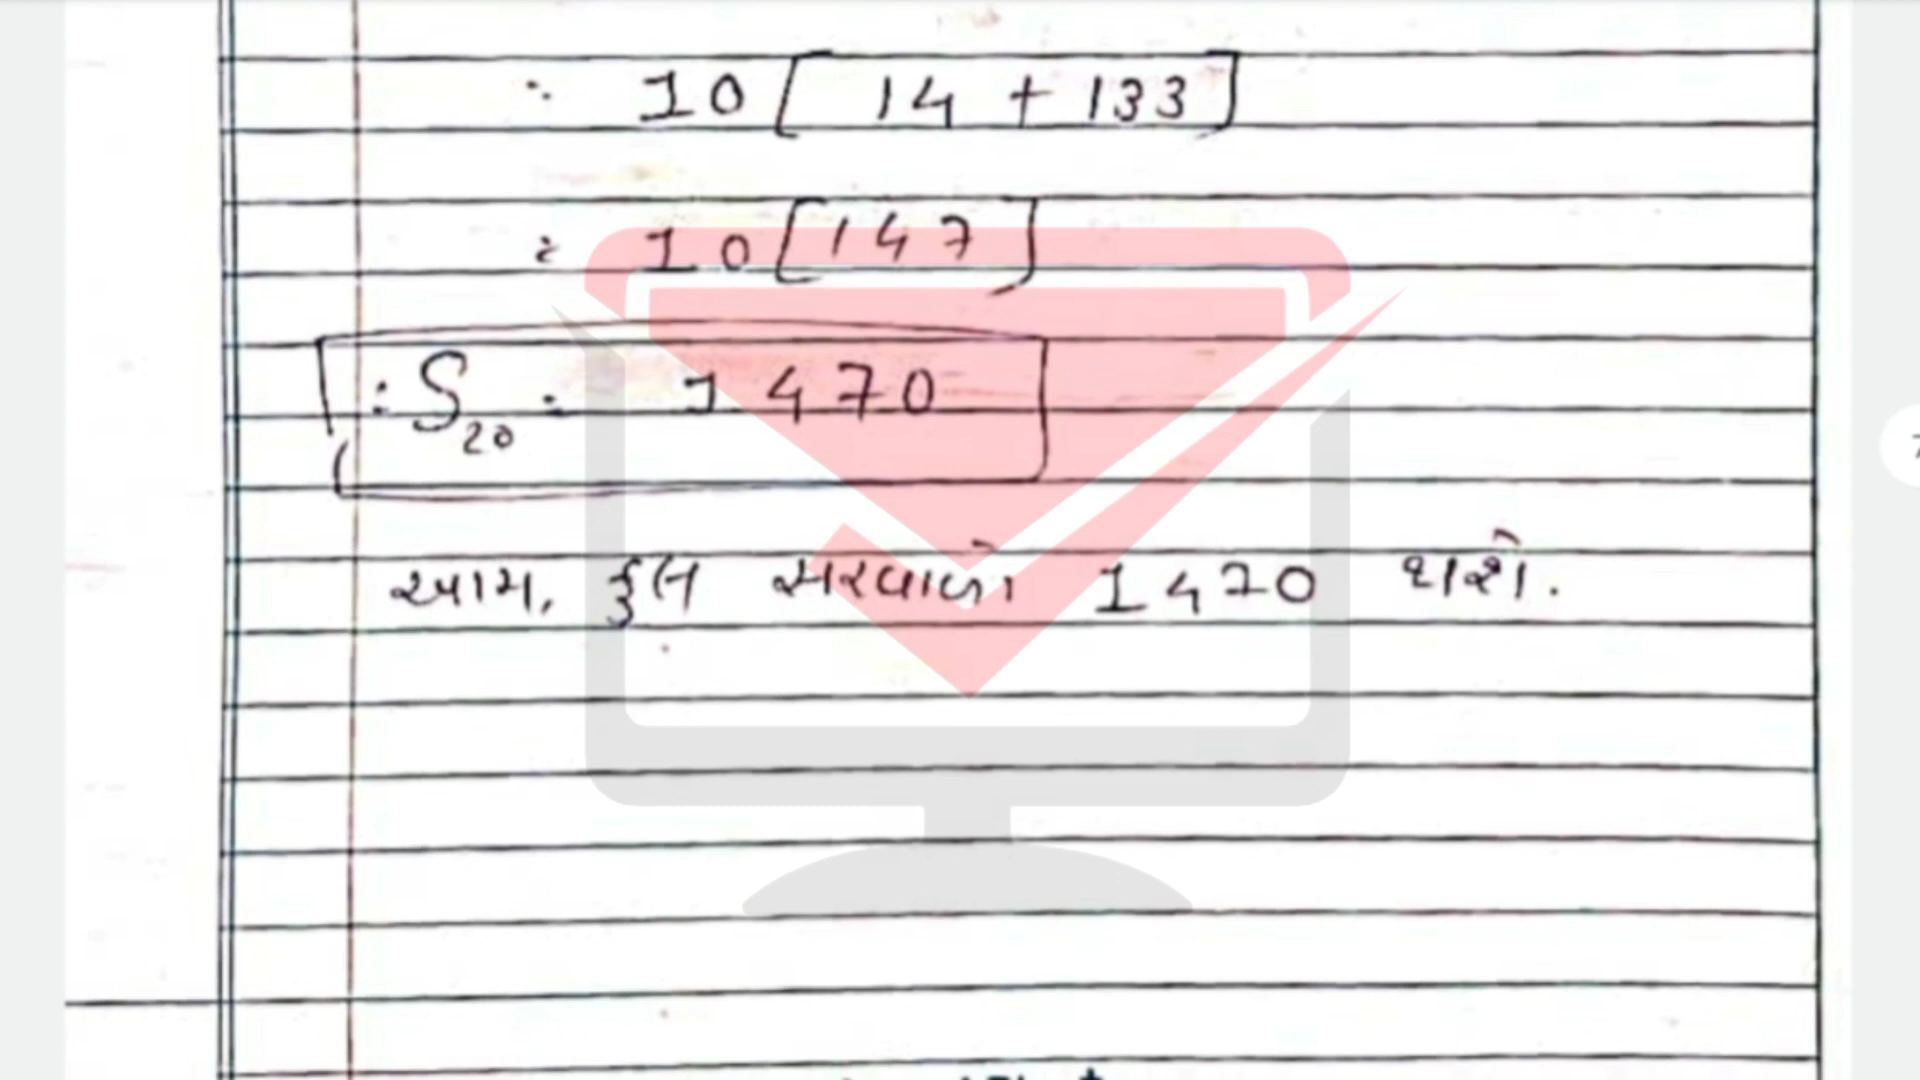 = 10 [ 14 + 133 ]
= 10 [ 147 ]
∴ S20 = 1470
આમ, કુલ સરવાળો 1470 થશે.